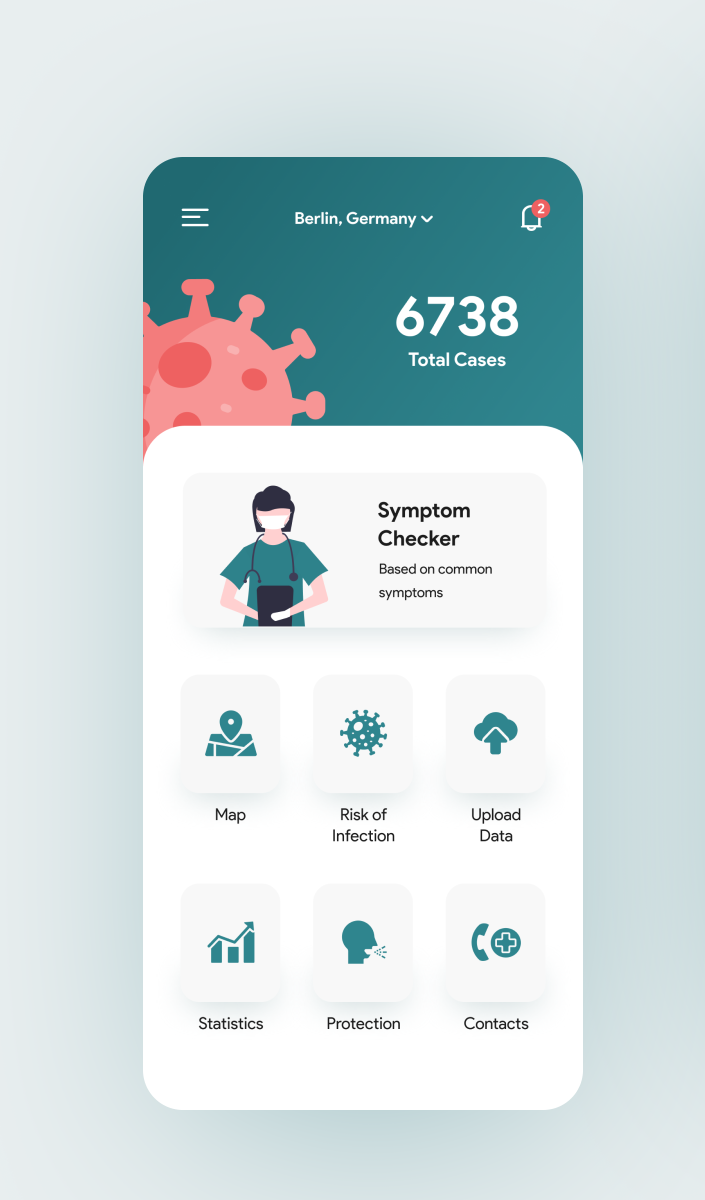 Berlin, Germany
2
6738
Total Cases
Symptom
Checker
Based on common
symptoms
Map
Risk of
Infection
Upload
Data
Statistics
Protection
Contacts